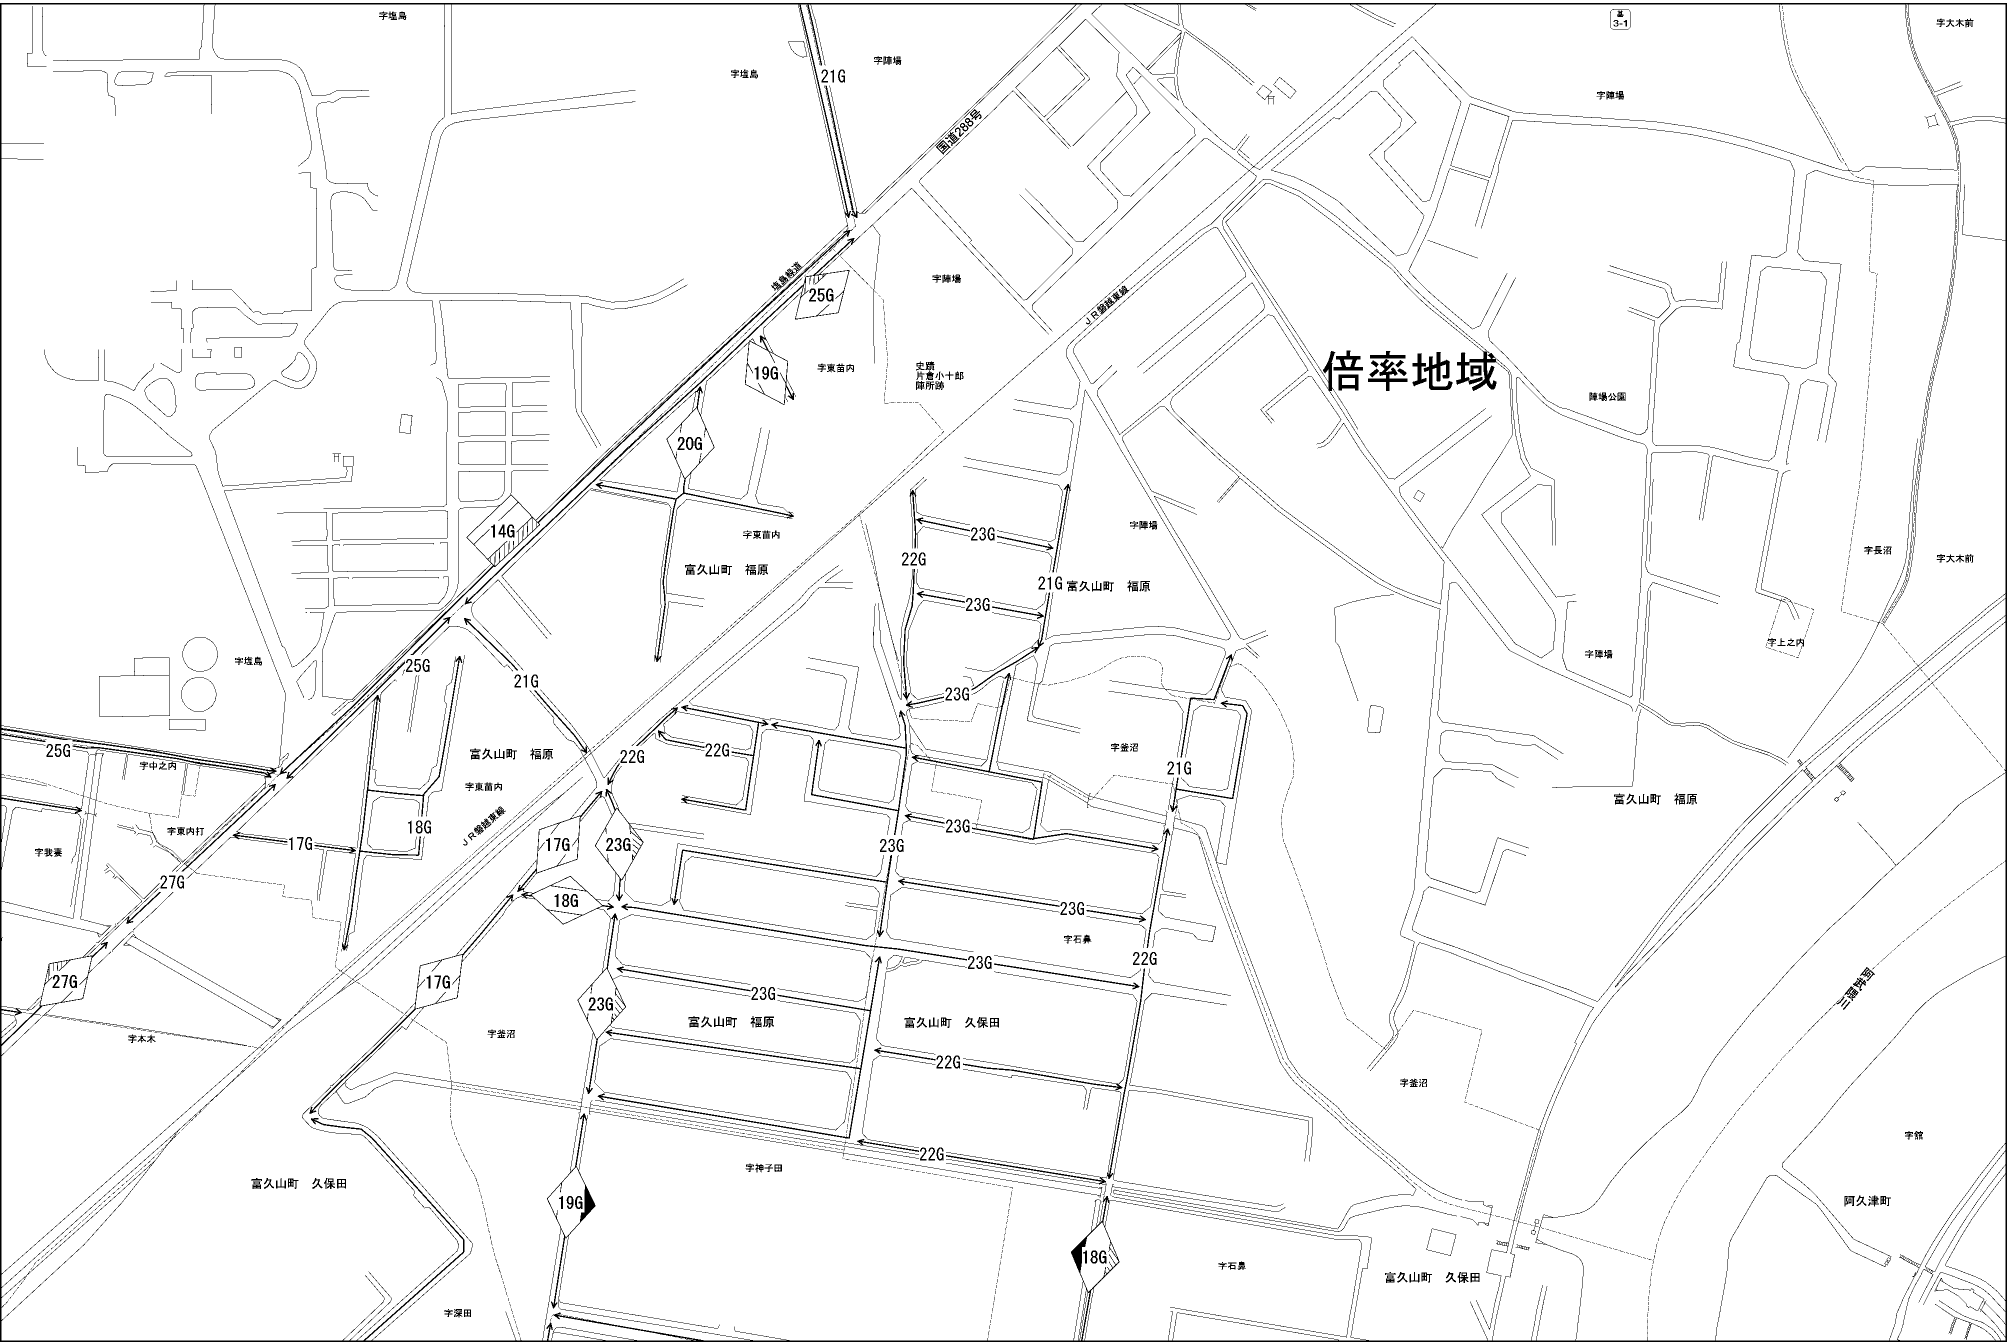 字塩島
墓
3-1
字大木前
字塩島
21G
字陣場
字陣場
国道288号
塩島緑道
25G
字陣場
JR磐越東線
19G
字東苗内
史蹟
片倉小十郎
陣所跡
倍率地域
陣場公園
20G
14G
字東苗内
23G
字陣場
22G
富久山町 福原
21G
富久山町 福原
字長沼
字大木前
23G
字塩島
25G
21G
23G
字上之内
字陣場
25G
字中之内
富久山町 福原
22G
22G
字釜沼
21G
字東苗内
富久山町 福原
字東内打
18G
JR磐越東線
23G
字我妻
17G
17G
23G
23G
27G
18G
23G
字石鼻
27G
17G
23G
22G
23G
23G
阿武隈川
字本木
字釜沼
富久山町 福原
富久山町 久保田
22G
字釜沼
22G
字舘
富久山町 久保田
字神子田
19G
阿久津町
18G
字石鼻
富久山町 久保田
字深田